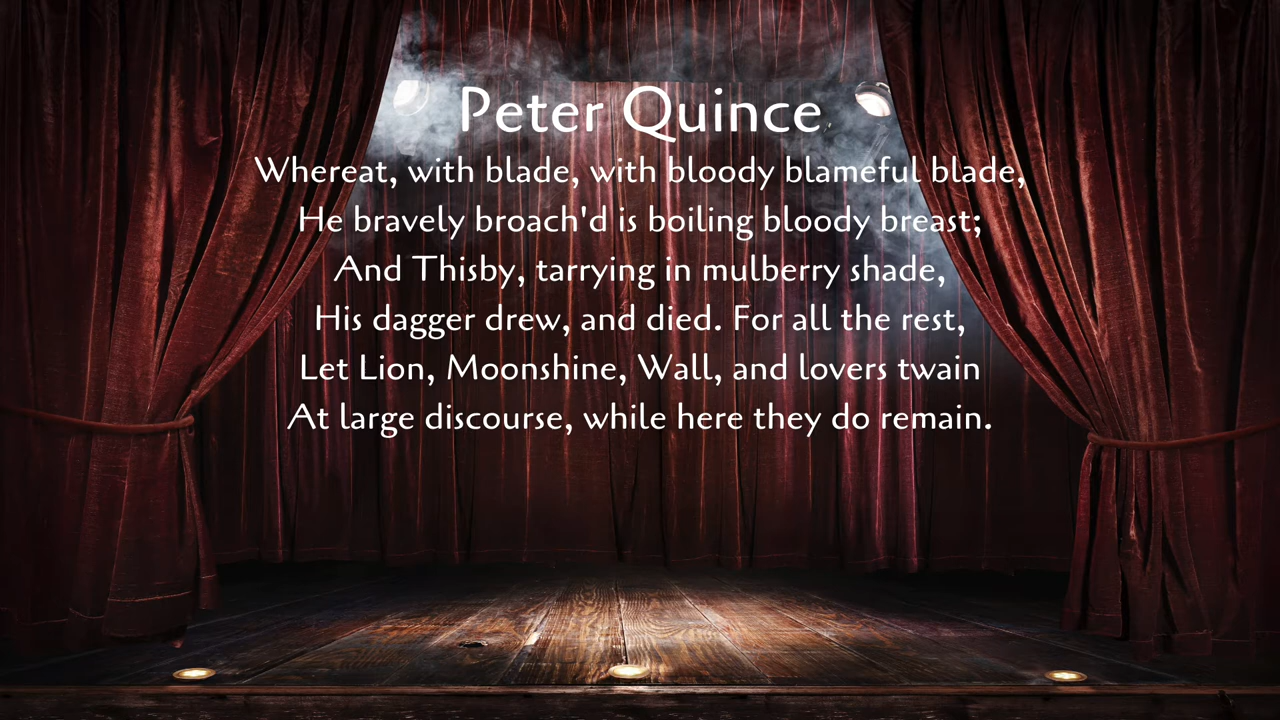 Peter Quince
Whereat, with blade, with bloody blameful blade,
He bravely broach'd is boiling bloody breast;
And Thisby, tarrying in mulberry shade,
His dagger drew, and died. For all the rest,
Let Lion, Moonshine, Wall, and lovers twain
At large discourse, while here they do remain.